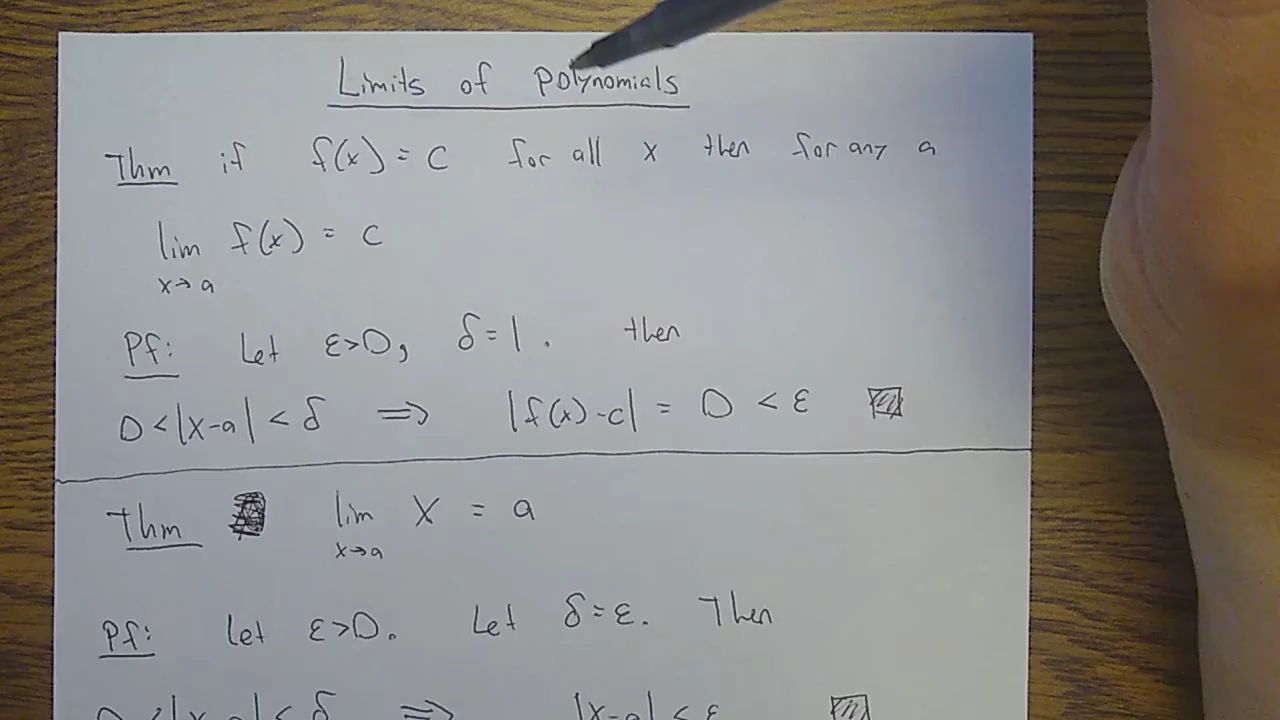 Limits of Polynomials
Thm if f(x) = c for all x then for any a
lim f(x) = c
x→a
Pf: Let ε>0, δ=1. then
0<|x-a|<δ ⟹ |f(x)-c| = 0 < ε
Thm lim x = a
x→a
Pf: Let ε>0. Let δ=ε. Then
0<|x-a|<δ ⟹ |x-a|<ε